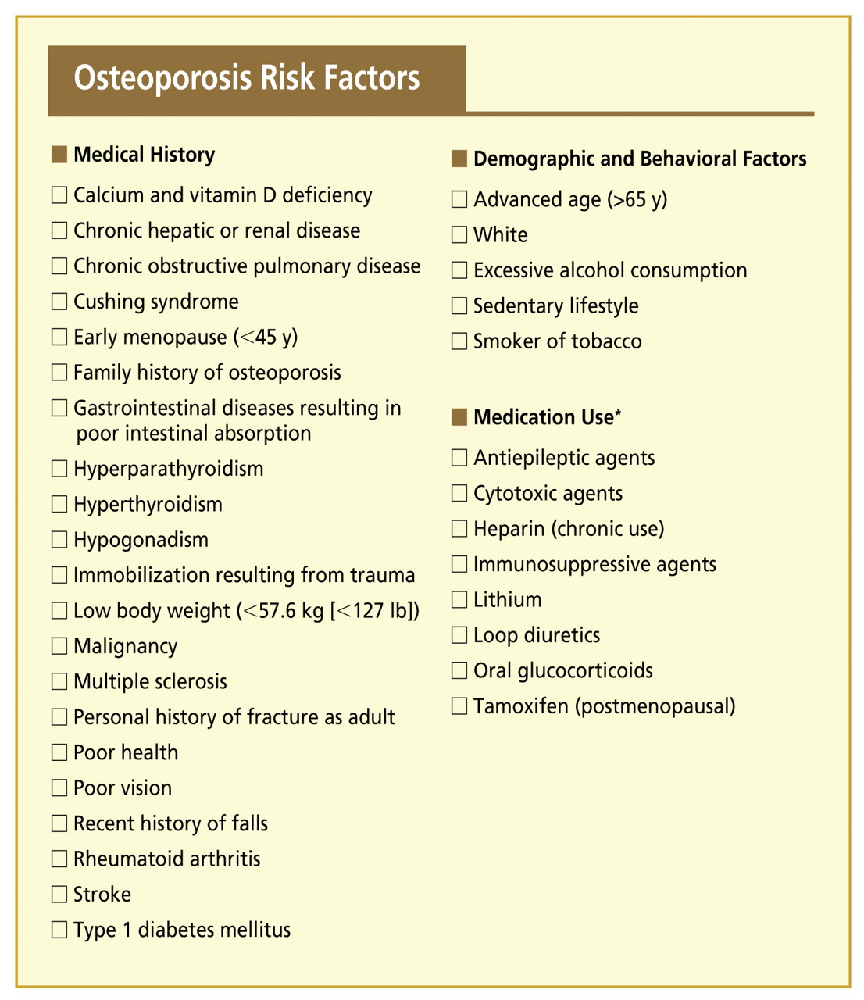 Osteoporosis Risk Factors
Medical History
Calcium and vitamin D deficiency
Chronic hepatic or renal disease
Chronic obstructive pulmonary disease
Cushing syndrome
Early menopause (<45 y)
Family history of osteoporosis
Gastrointestinal diseases resulting in
poor intestinal absorption
Hyperparathyroidism
Hyperthyroidism
Hypogonadism
Immobilization resulting from trauma
Low body weight (<57.6 kg [<127 lb])
Malignancy
Multiple sclerosis
Personal history of fracture as adult
Poor health
Poor vision
Recent history of falls
Rheumatoid arthritis
Stroke
Type 1 diabetes mellitus
Demographic and Behavioral Factors
Advanced age (>65 y)
White
Excessive alcohol consumption
Sedentary lifestyle
Smoker of tobacco
Medication Use*
Antiepileptic agents
Cytotoxic agents
Heparin (chronic use)
Immunosuppressive agents
Lithium
Loop diuretics
Oral glucocorticoids
Tamoxifen (postmenopausal)